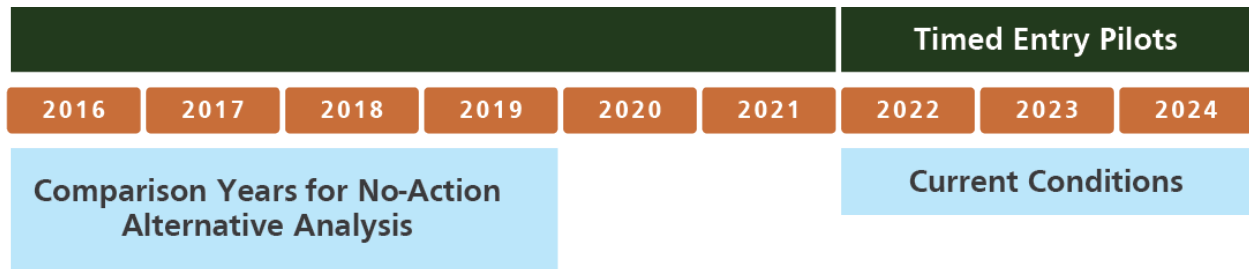 Timed Entry Pilots
2016 2017 2018 2019 2020 2021 2022 2023 2024
Comparison Years for No-Action
Alternative Analysis
Current Conditions